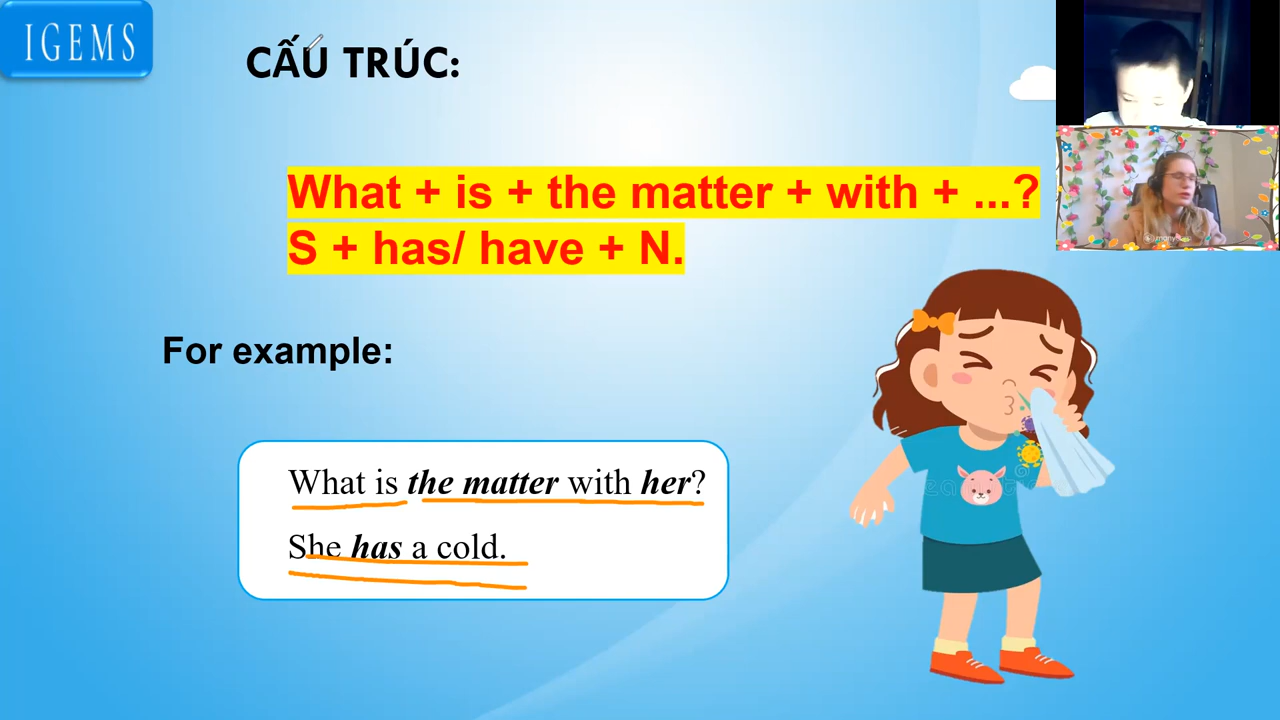 IGEMS
CẤU TRÚC:
What + is + the matter + with + ...?
S + has/ have + N.
For example:
What is the matter with her?
She has a cold.